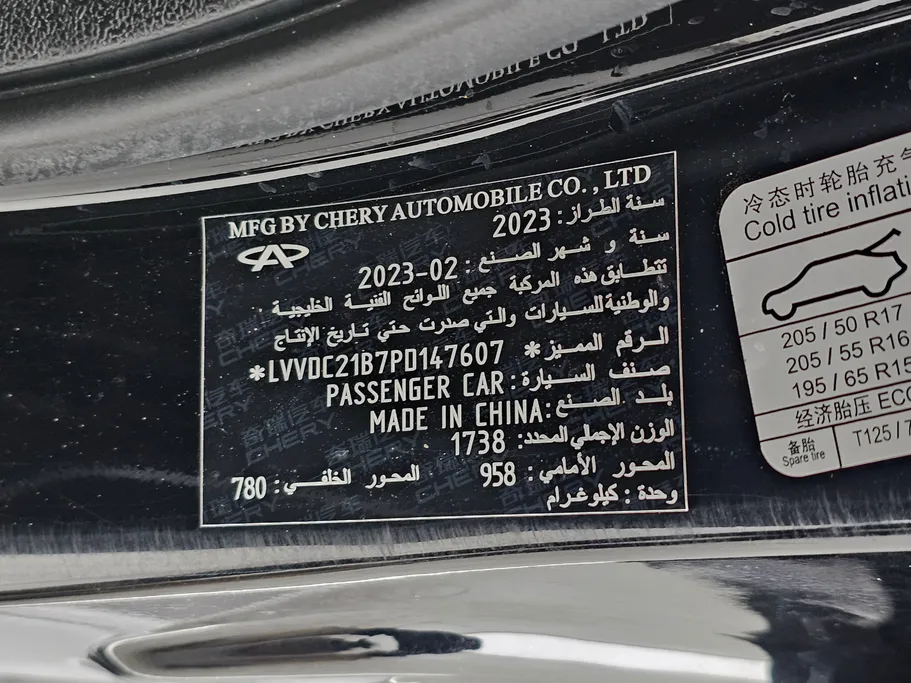 MFG BY CHERY AUTOMOBILE CO., LTD
سنة الطراز: 2023
سنة و شهر الصنع: 2023-02
تتطابق هذه المركبة جميع اللوائح الفنية الخليجية
والوطنية للسيارات والتي صدرت حتي تاريخ الإنتاج
الرقم المميز: *LVVDC21B7PD147607*
صنف السيارة: PASSENGER CAR
بلد الصنع: MADE IN CHINA
الوزن الإجمالي المحدد: 1738
المحور الأمامي: 958 المحور الخلفي: 780
وحدة: كيلوغرام
冷态时轮胎充气
Cold tire inflati
205 / 50 R17
205 / 55 R16
195 / 65 R15
经济胎压 ECO
备胎
Spare tire
T125 / 7